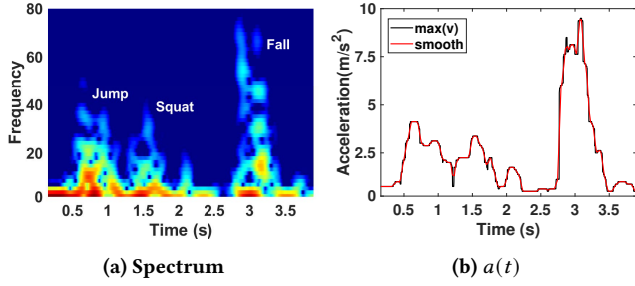 80
60
40
20
0
Frequency
Jump
Squat
Fall
0.5 1 1.5 2 2.5 3 3.5
Time (s)
(a) Spectrum
10
7.5
5
2.5
0
Acceleration(m/s²)
max(v)
smooth
0.5 1 1.5 2 2.5 3 3.5
Time (s)
(b) a(t)